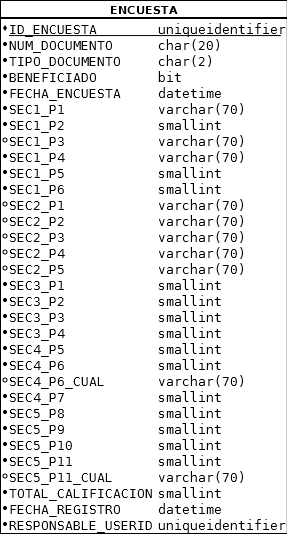 ENCUESTA
•ID_ENCUESTA uniqueidentifier
•NUM_DOCUMENTO char(20)
•TIPO_DOCUMENTO char(2)
•BENEFICIADO bit
•FECHA_ENCUESTA datetime
•SEC1_P1 varchar(70)
•SEC1_P2 smallint
◦SEC1_P3 varchar(70)
•SEC1_P4 varchar(70)
•SEC1_P5 smallint
•SEC1_P6 smallint
◦SEC2_P1 varchar(70)
◦SEC2_P2 varchar(70)
◦SEC2_P3 varchar(70)
◦SEC2_P4 varchar(70)
◦SEC2_P5 varchar(70)
•SEC3_P1 smallint
•SEC3_P2 smallint
•SEC3_P3 smallint
•SEC3_P4 smallint
•SEC4_P5 smallint
•SEC4_P6 smallint
◦SEC4_P6_CUAL varchar(70)
•SEC4_P7 smallint
•SEC5_P8 smallint
•SEC5_P9 smallint
•SEC5_P10 smallint
•SEC5_P11 smallint
◦SEC5_P11_CUAL varchar(70)
•TOTAL_CALIFICACION smallint
•FECHA_REGISTRO datetime
•RESPONSABLE_USERID uniqueidentifier